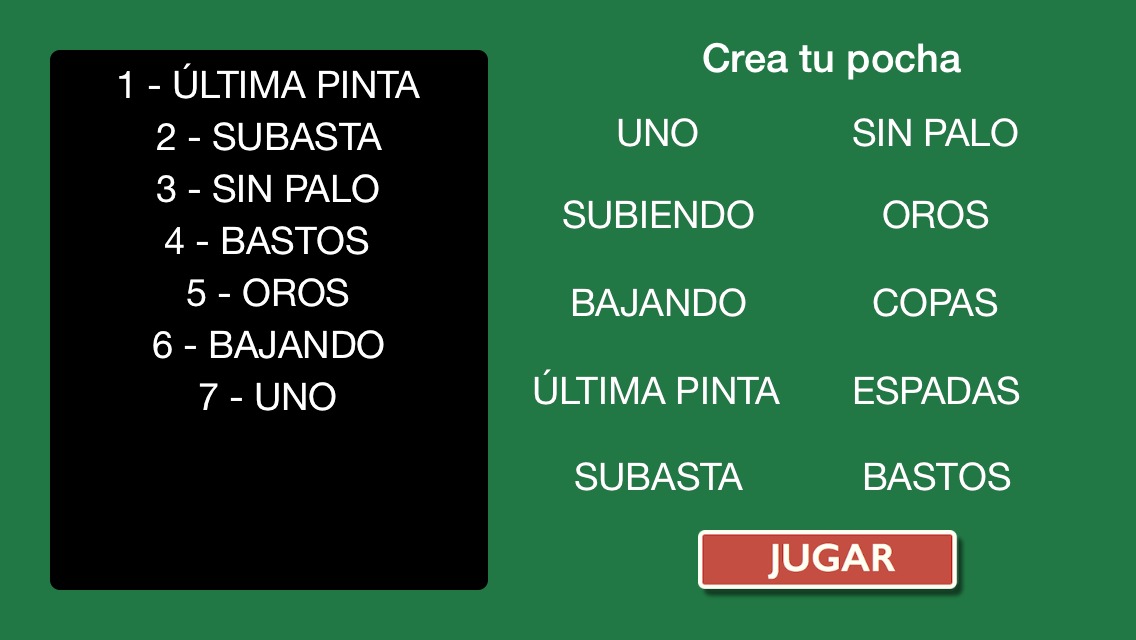 1 - ÚLTIMA PINTA
2 - SUBASTA
3 - SIN PALO
4 - BASTOS
5 - OROS
6 - BAJANDO
7 - UNO
Crea tu pocha
UNO SIN PALO
SUBIENDO OROS
BAJANDO COPAS
ÚLTIMA PINTA ESPADAS
SUBASTA BASTOS
JUGAR